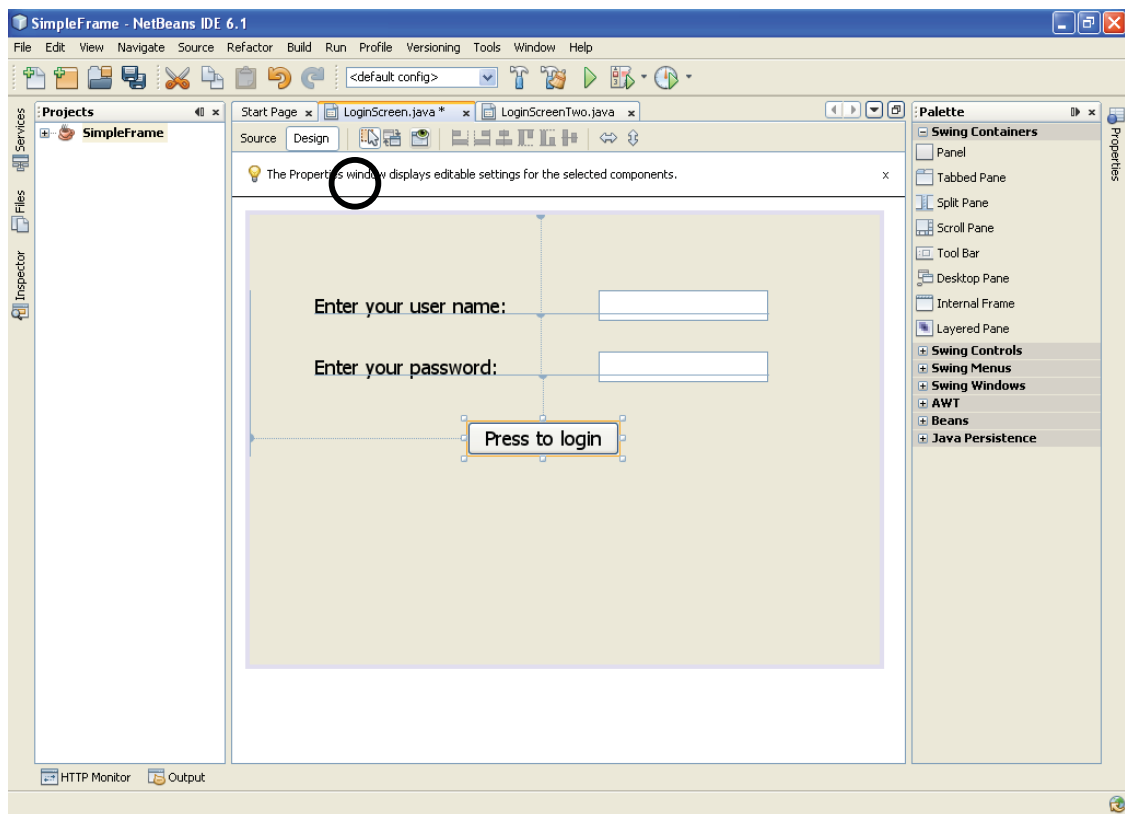 SimpleFrame - NetBeans IDE 6.1
File Edit View Navigate Source Refactor Build Run Profile Versioning Tools Window Help
<default config>
Services
Files
Inspector
Projects
SimpleFrame
Start Page LoginScreen.java * LoginScreenTwo.java
Source Design
The Properties window displays editable settings for the selected components.
Enter your user name:
Enter your password:
Press to login
Palette
Swing Containers
Panel
Tabbed Pane
Split Pane
Scroll Pane
Tool Bar
Desktop Pane
Internal Frame
Layered Pane
Swing Controls
Swing Menus
Swing Windows
AWT
Beans
Java Persistence
Properties
HTTP Monitor Output